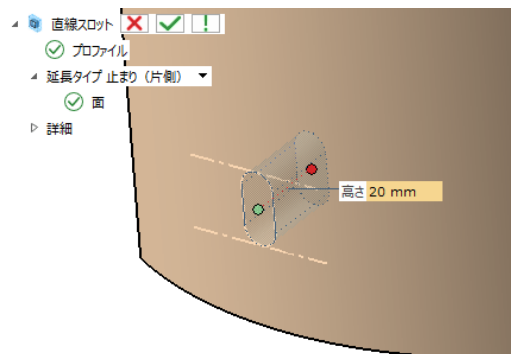 直線スロット
プロファイル
延長タイプ 止まり（片側）
面
詳細
高さ 20 mm